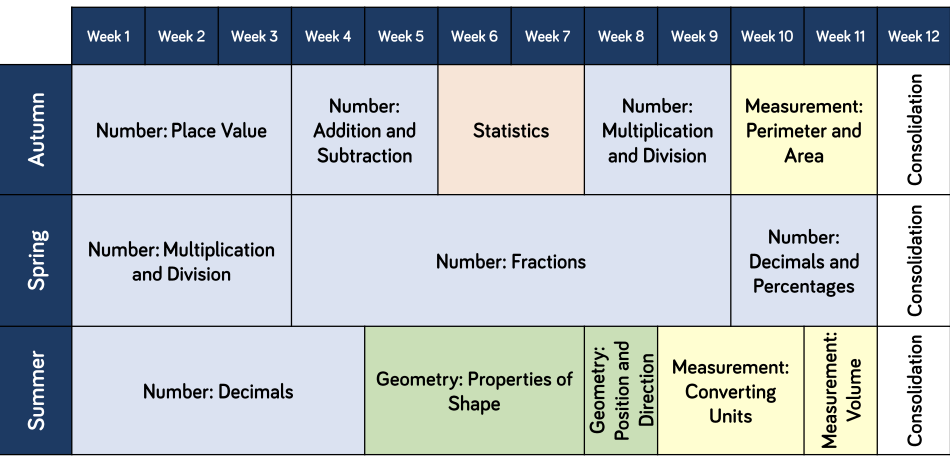 Week 1 Week 2 Week 3 Week 4 Week 5 Week 6 Week 7 Week 8 Week 9 Week 10 Week 11 Week 12
Autumn
Number: Place Value
Number:
Addition and
Subtraction
Statistics
Number:
Multiplication
and Division
Measurement:
Perimeter and
Area
Consolidation
Spring
Number: Multiplication
and Division
Number: Fractions
Number:
Decimals and
Percentages
Consolidation
Summer
Number: Decimals
Geometry: Properties of
Shape
Geometry:
Position and
Direction
Measurement:
Converting
Units
Measurement:
Volume
Consolidation